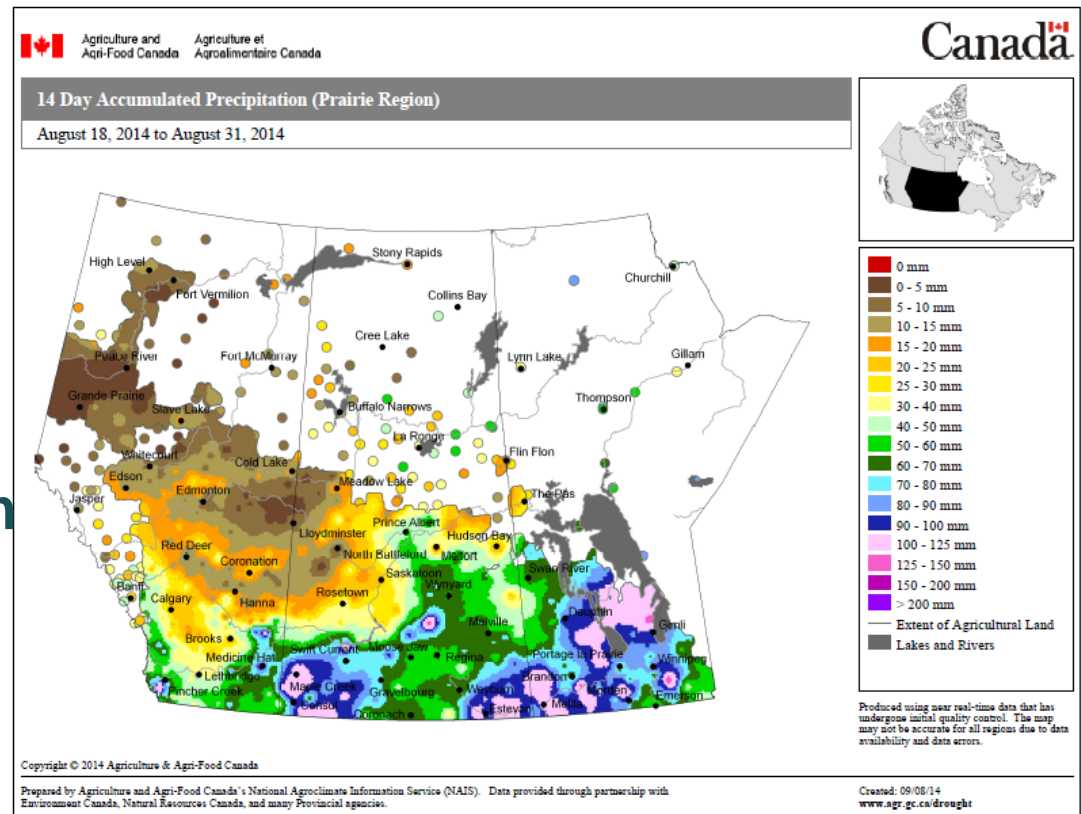 Agriculture and Agriculture et
Agri-Food Canada Agroalimentaire Canada
Canada
14 Day Accumulated Precipitation (Prairie Region)
August 18, 2014 to August 31, 2014
High Level
Fort Vermilion
Stony Rapids
Churchill
Collins Bay
Cree Lake
Peace River
Fort McMurray
Lynn Lake
Gillam
Grande Prairie
Slave Lake
Buffalo Narrows
Thompson
La Ronge
Whitecourt
Cold Lake
Flin Flon
Edson
Edmonton
Meadow Lake
Jasper
The Pas
n
Lloydminster
Prince Albert
Hudson Bay
Red Deer
North Battleford
Melfort
Coronation
Saskatoon
Swan River
Banff
Wynyard
Calgary
Hanna
Rosetown
Dauphin
Gimli
Brooks
Melville
Medicine Hat
Swift Current
Moose Jaw
Regina
Portage la Prairie
Winnipeg
Lethbridge
Maple Creek
Brandon
Pincher Creek
Gravelbourg
Weyburn
Morden
Emerson
Consul
Coronach
Estevan
Melita
0 mm
0 - 5 mm
5 - 10 mm
10 - 15 mm
15 - 20 mm
20 - 25 mm
25 - 30 mm
30 - 40 mm
40 - 50 mm
50 - 60 mm
60 - 70 mm
70 - 80 mm
80 - 90 mm
90 - 100 mm
100 - 125 mm
125 - 150 mm
150 - 200 mm
> 200 mm
Extent of Agricultural Land
Lakes and Rivers
Produced using near real-time data that has
undergone initial quality control. The map
may not be accurate for all regions due to data
availability and data errors.
Copyright © 2014 Agriculture & Agri-Food Canada
Prepared by Agriculture and Agri-Food Canada's National Agroclimate Information Service (NAIS). Data provided through partnership with
Environment Canada, Natural Resources Canada, and many Provincial agencies.
Created: 09/08/14
www.agr.gc.ca/drought